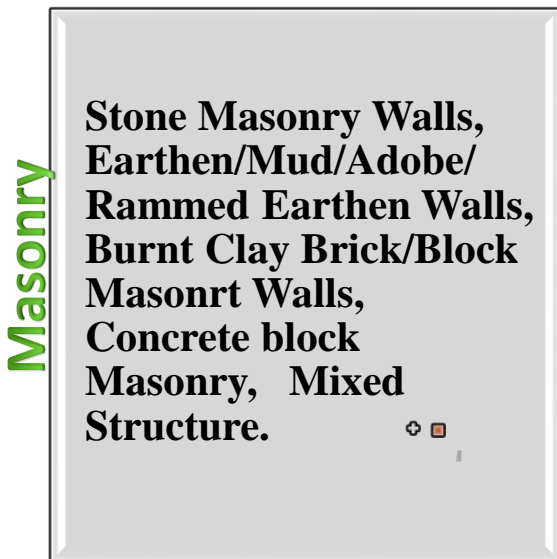 Masonry
Stone Masonry Walls,
Earthen/Mud/Adobe/
Rammed Earthen Walls,
Burnt Clay Brick/Block
Masonrt Walls,
Concrete block
Masonry, Mixed
Structure.